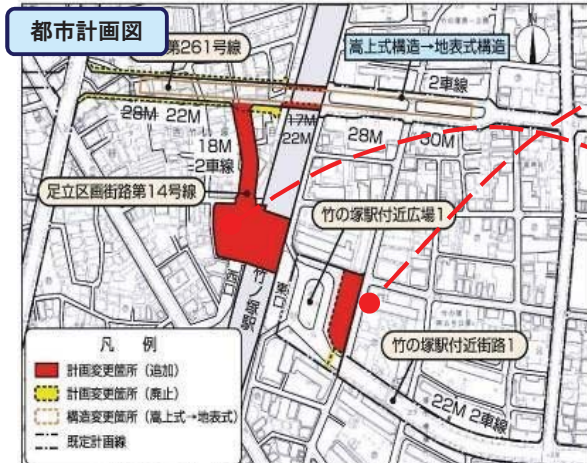 都市計画図
第261号線
嵩上式構造→地表式構造
N
2車線
28M 22M
17M
22M
28M
30M
18M
2車線
足立区画街路第14号線
竹の塚駅付近広場1
西口
竹ノ塚駅
東口
竹の塚駅付近街路1
22M 2車線
凡 例
計画変更箇所（追加）
計画変更箇所（廃止）
構造変更箇所（嵩上式→地表式）
既定計画線